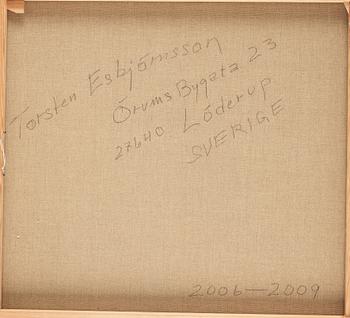 Torsten Esbjörnsson
Örums Bygata 23
27640 Löderup
SVERIGE
2006—2009